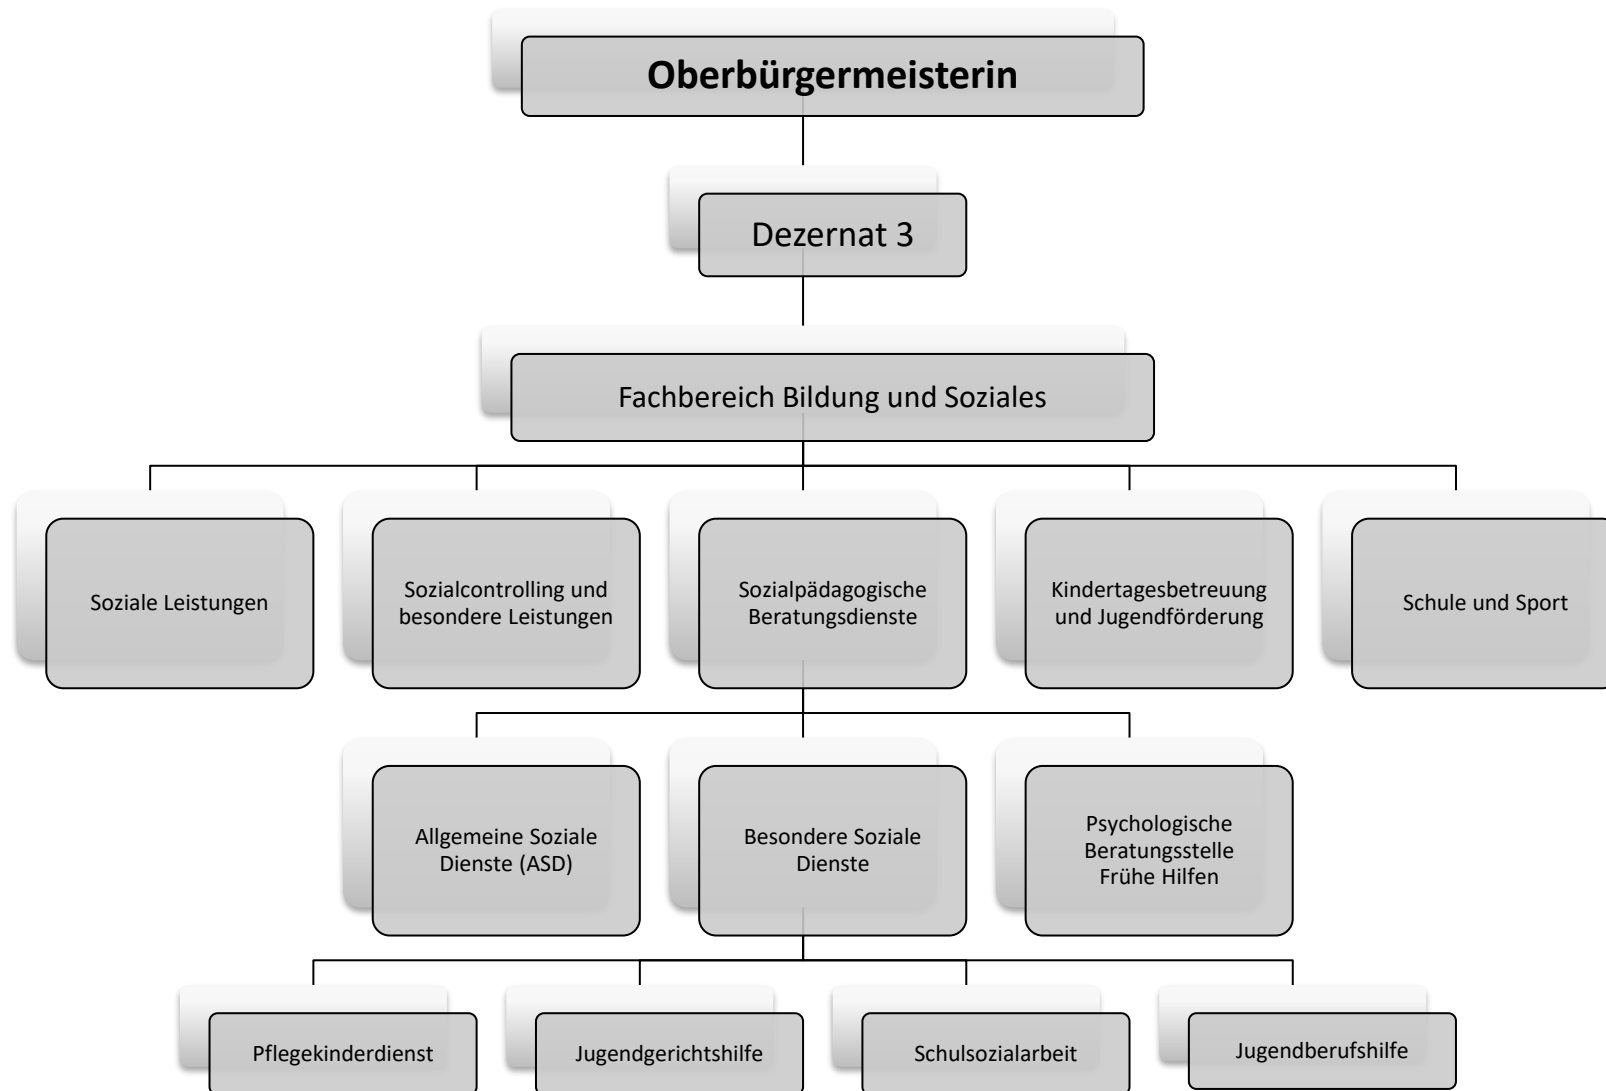 Oberbürgermeisterin
Dezernat 3
Fachbereich Bildung und Soziales
Soziale Leistungen
Sozialcontrolling und
besondere Leistungen
Sozialpädagogische
Beratungsdienste
Kindertagesbetreuung
und Jugendförderung
Schule und Sport
Allgemeine Soziale
Dienste (ASD)
Besondere Soziale
Dienste
Psychologische
Beratungsstelle
Frühe Hilfen
Pflegekinderdienst
Jugendgerichtshilfe
Schulsozialarbeit
Jugendberufshilfe